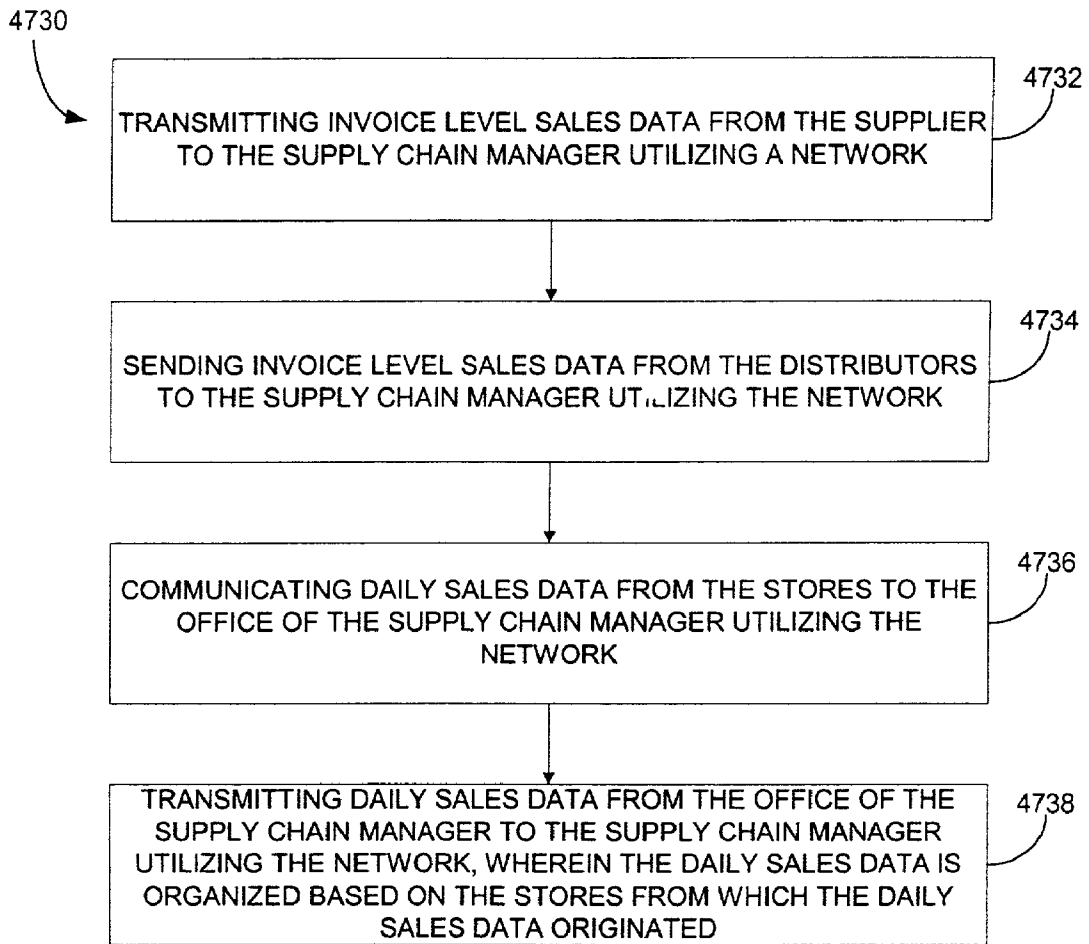 4730
4732
TRANSMITTING INVOICE LEVEL SALES DATA FROM THE SUPPLIER
TO THE SUPPLY CHAIN MANAGER UTILIZING A NETWORK
4734
SENDING INVOICE LEVEL SALES DATA FROM THE DISTRIBUTORS
TO THE SUPPLY CHAIN MANAGER UTILIZING THE NETWORK
4736
COMMUNICATING DAILY SALES DATA FROM THE STORES TO THE
OFFICE OF THE SUPPLY CHAIN MANAGER UTILIZING THE
NETWORK
4738
TRANSMITTING DAILY SALES DATA FROM THE OFFICE OF THE
SUPPLY CHAIN MANAGER TO THE SUPPLY CHAIN MANAGER
UTILIZING THE NETWORK, WHEREIN THE DAILY SALES DATA IS
ORGANIZED BASED ON THE STORES FROM WHICH THE DAILY
SALES DATA ORIGINATED